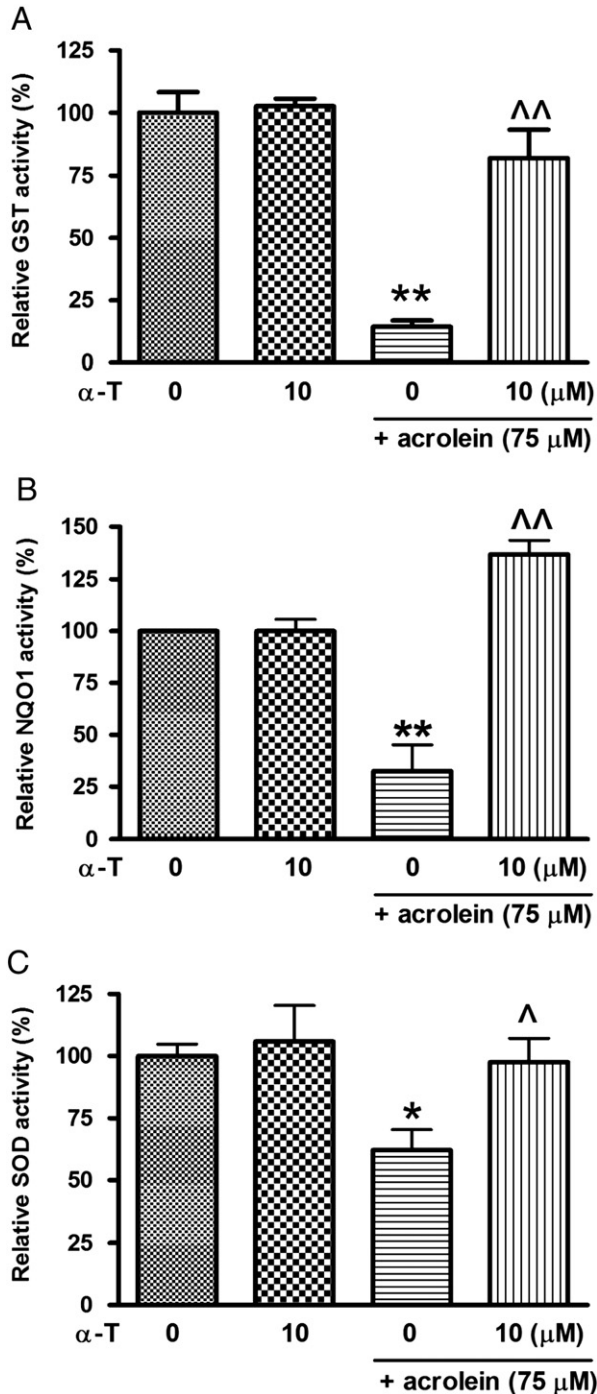 A
Relative GST activity (%)
125
100
75
50
25
0
^^
**
α-T 0 10 0 10 (μM)
+ acrolein (75 μM)
B
Relative NQO1 activity (%)
150
125
100
75
50
25
0
^^
**
α-T 0 10 0 10 (μM)
+ acrolein (75 μM)
C
Relative SOD activity (%)
125
100
75
50
25
0
^
*
α-T 0 10 0 10 (μM)
+ acrolein (75 μM)